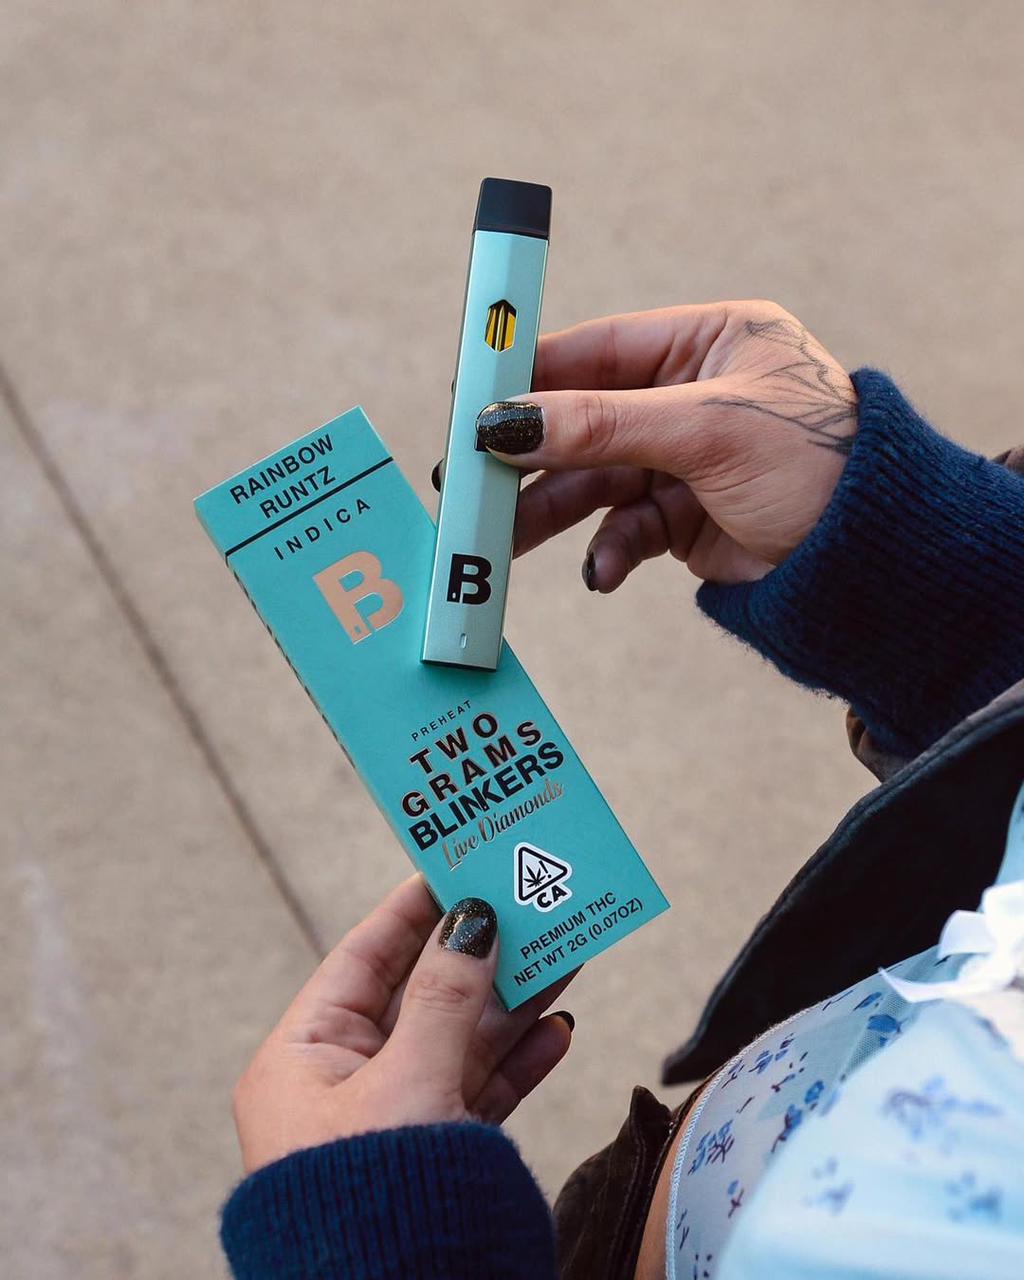 RAINBOW
RUNTZ
INDICA
B
B
PREHEAT
TWO
GRAMS
BLINKERS
Live Diamonds
!
CA
PREMIUM THC
NET WT 2G (0.07OZ)